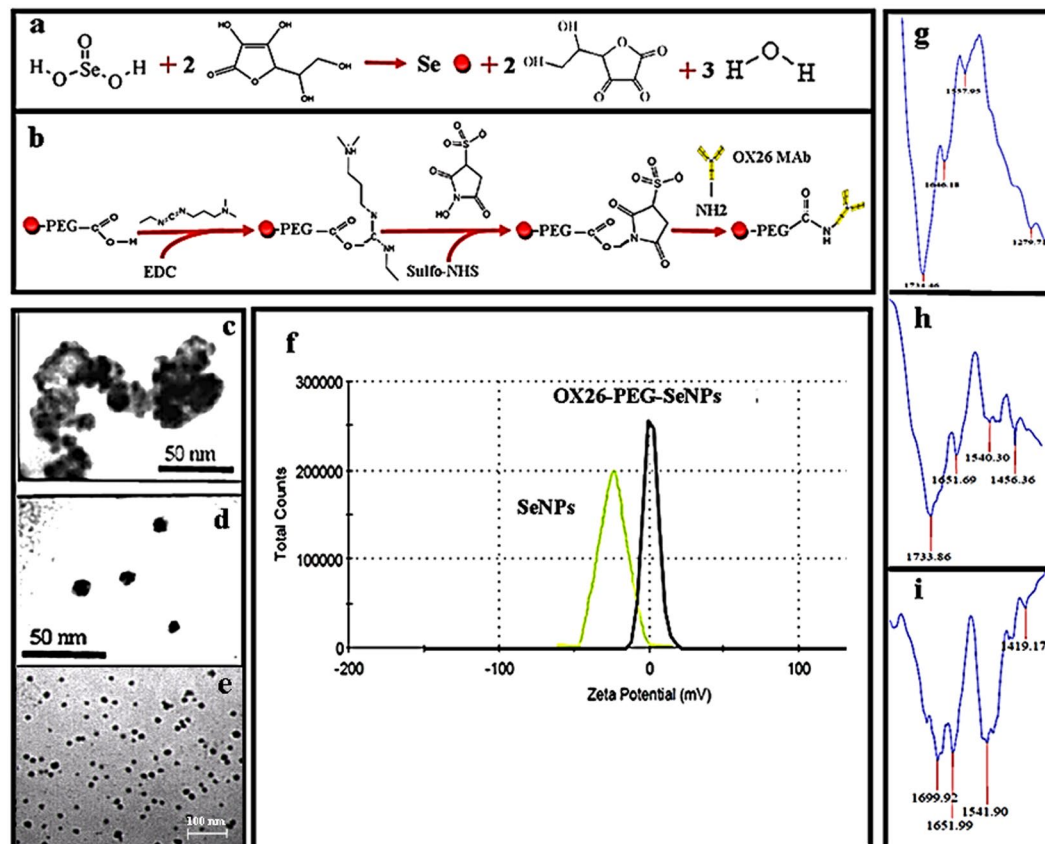 a
H O Se O O H + 2 HO OH O O OH OH → Se + 2 OH OH O O O O + 3 H O H
b
OX26 MAb
NH2
PEG O O H
EDC
PEG
Sulfo-NHS
PEG
PEG O N H
c
50 nm
d
50 nm
e
100 nm
f
300000
200000
100000
0
Total Counts
OX26-PEG-SeNPs
SeNPs
-200 -100 0 100
Zeta Potential (mV)
g
1557.95
1646.18
1279.71
h
1540.30
1651.69
1456.36
1733.86
i
1419.17
1699.92
1541.90
1651.99